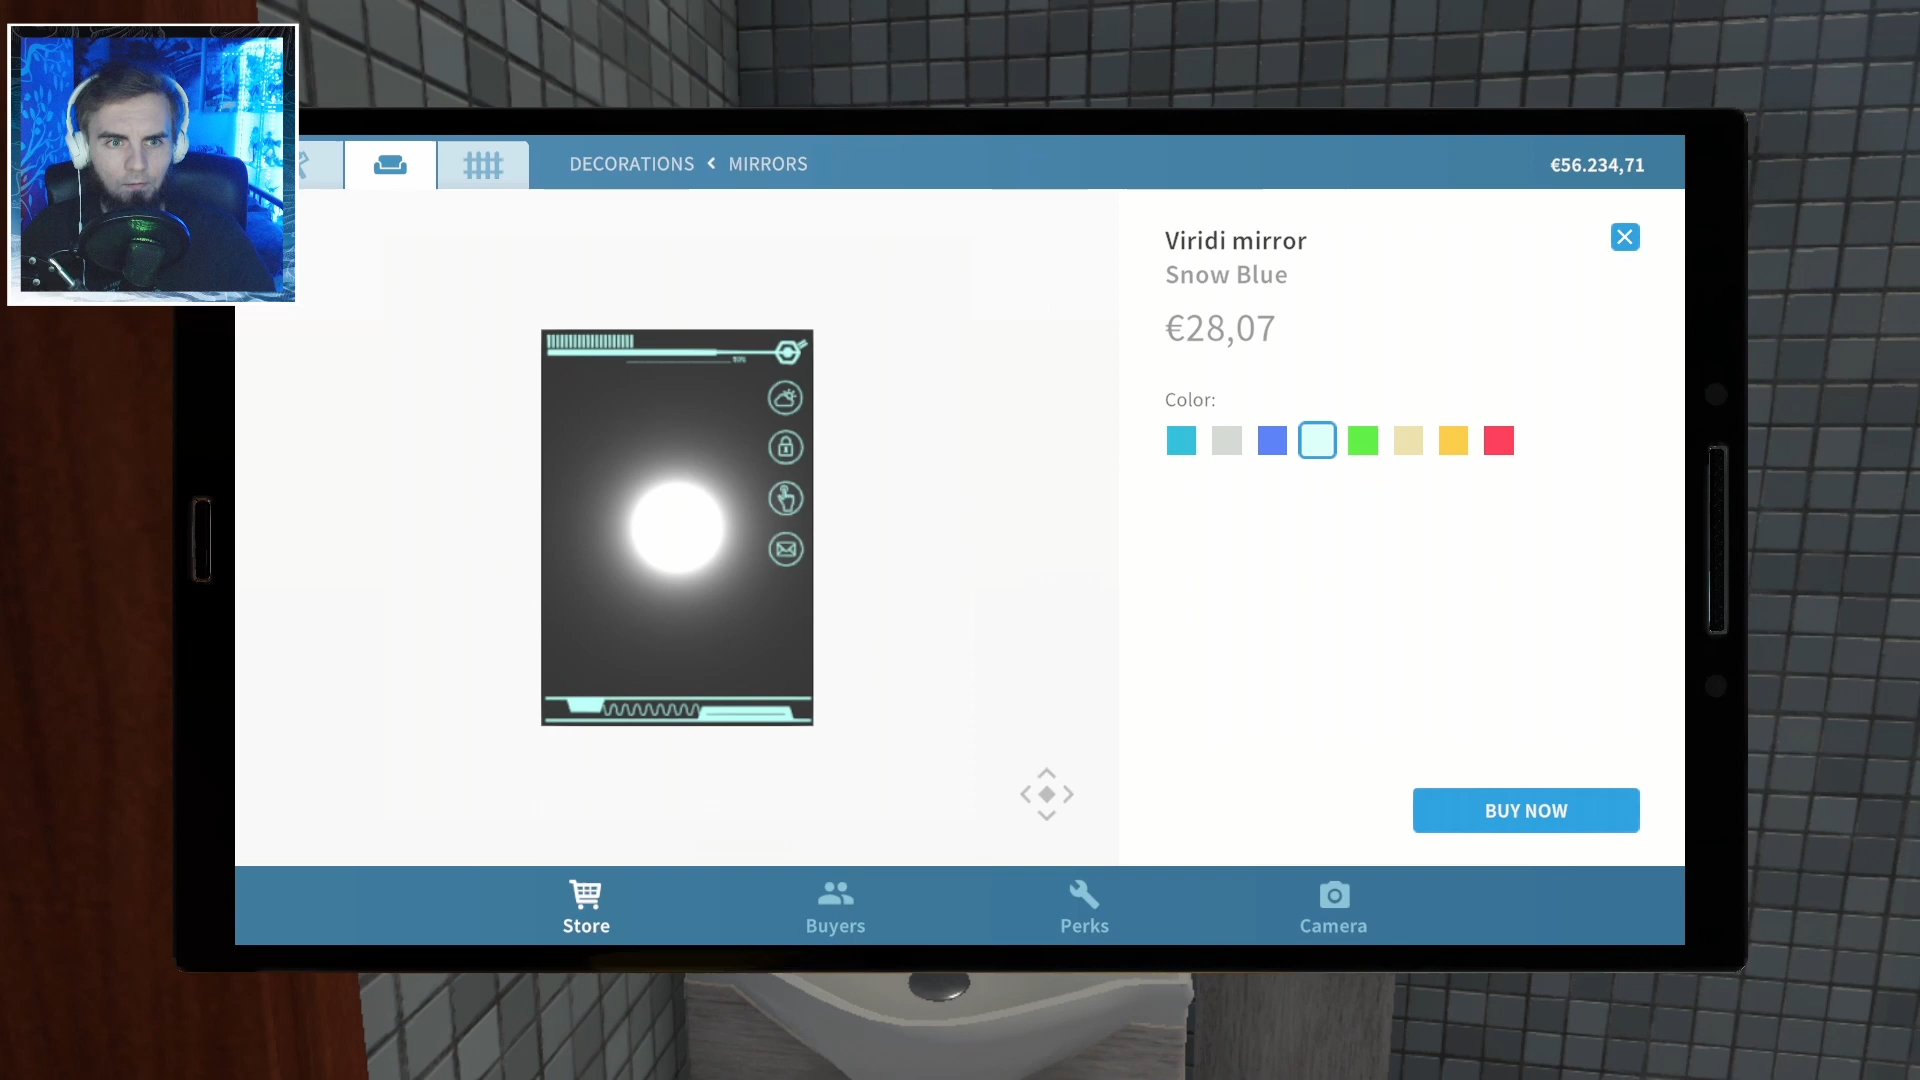 DECORATIONS < MIRRORS
€56.234,71
Viridi mirror
Snow Blue
€28,07
Color:
BUY NOW
Store
Buyers
Perks
Camera